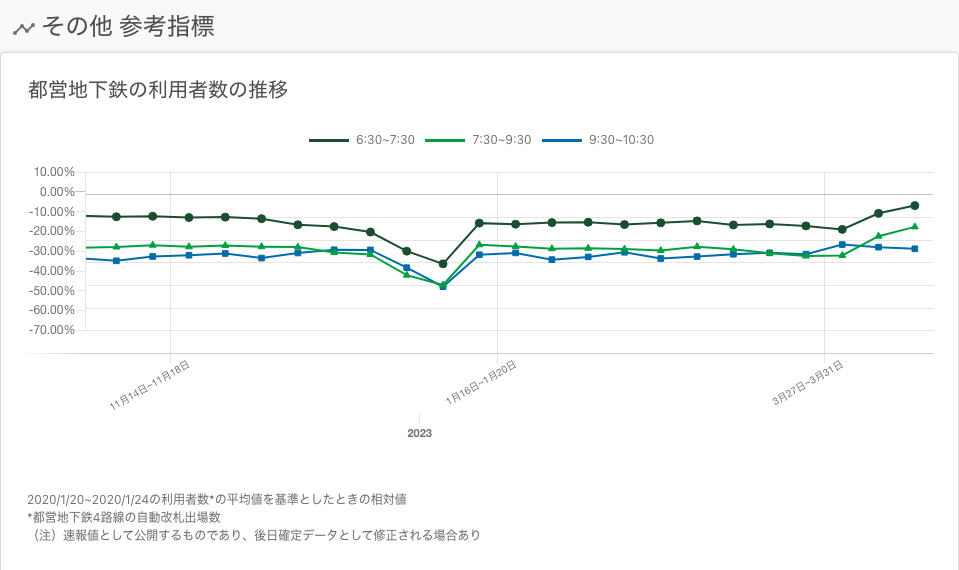 その他 参考指標
都営地下鉄の利用者数の推移
6:30~7:30
7:30~9:30
9:30~10:30
10.00%
0.00%
-10.00%
-20.00%
-30.00%
-40.00%
-50.00%
-60.00%
-70.00%
11月14日~11月18日
1月16日~1月20日
3月27日~3月31日
2023
2020/1/20~2020/1/24の利用者数*の平均値を基準としたときの相対値
*都営地下鉄4路線の自動改札出場数
（注）速報値として公開するものであり、後日確定データとして修正される場合あり